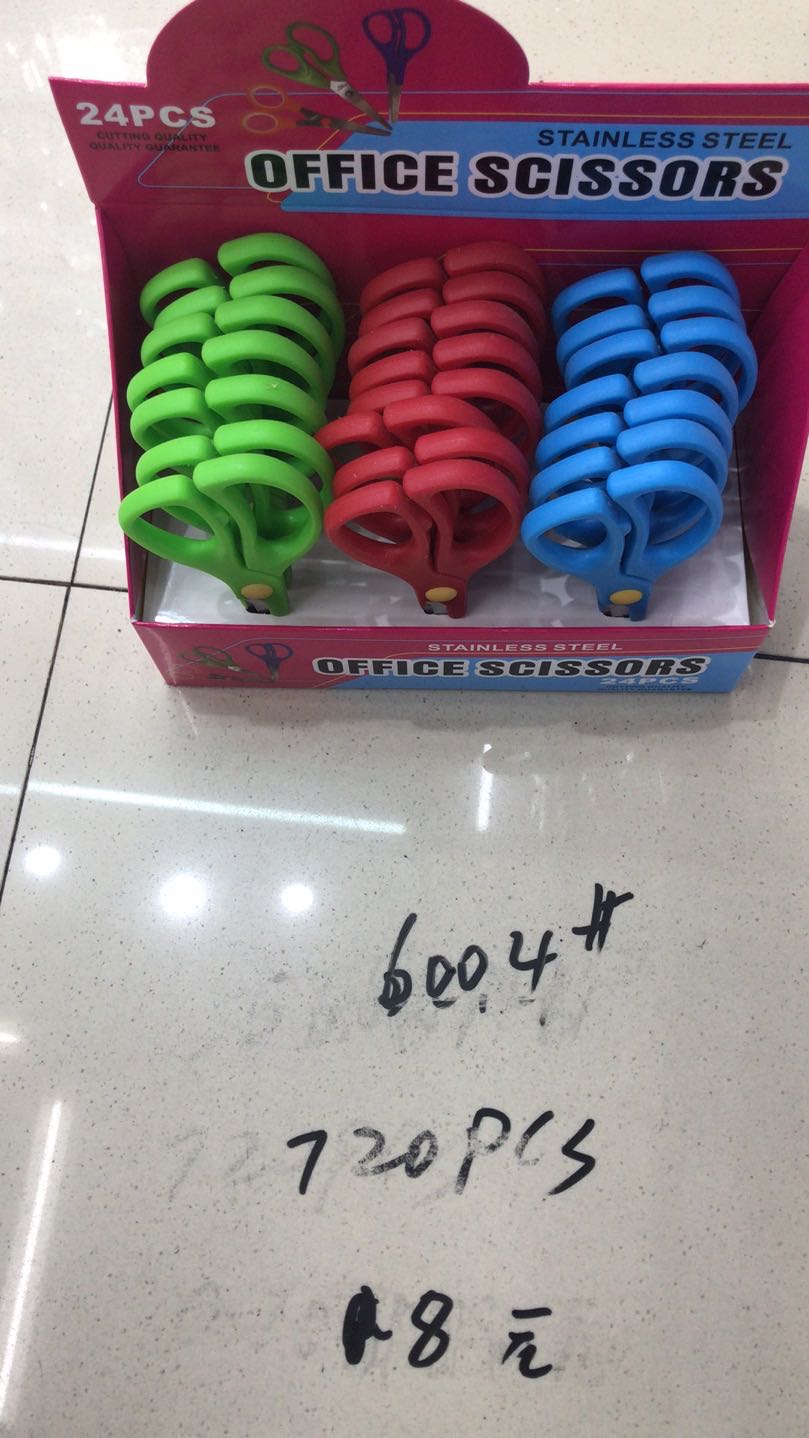 24PCS
CUTTING QUALITY
QUALITY GUARANTEE
STAINLESS STEEL
OFFICE SCISSORS
STAINLESS STEEL
OFFICE SCISSORS
24PCS
6004#
720PCS
8元